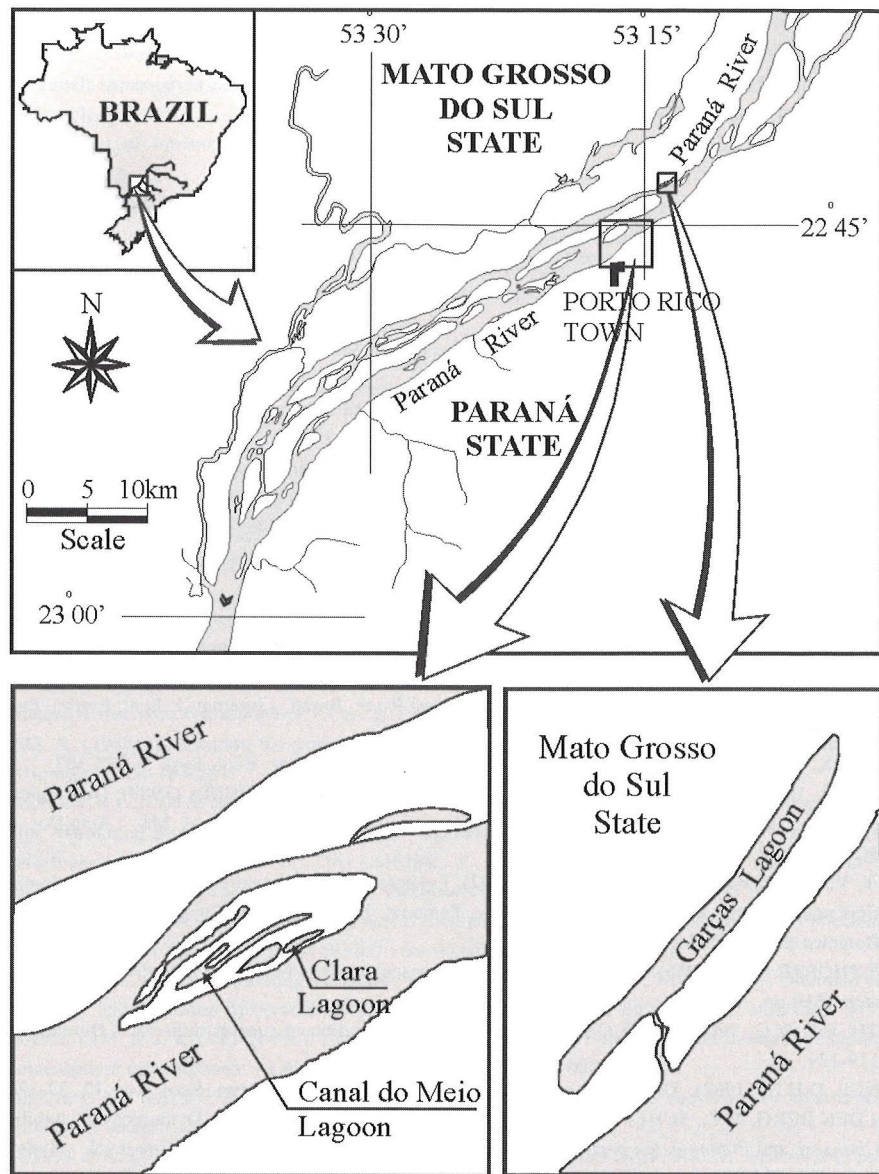 53° 30'
53° 15'
BRAZIL
MATO GROSSO
DO SUL
STATE
Paraná River
22° 45'
N
PORTO RICO
TOWN
Paraná River
PARANÁ
STATE
0 5 10km
Scale
23° 00'
Paraná River
Clara
Lagoon
Canal do Meio
Lagoon
Paraná River
Mato Grosso
do Sul
State
Garças Lagoon
Paraná River